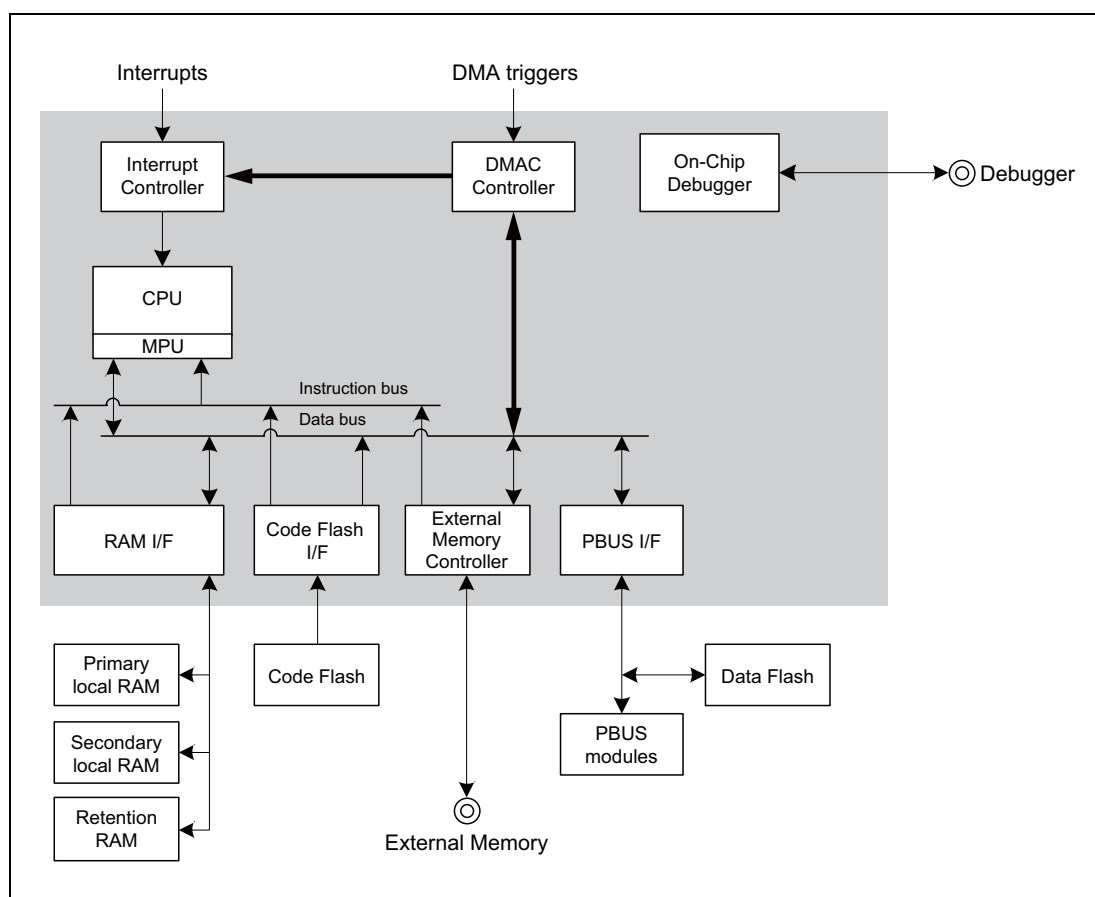 Interrupts
DMA triggers
Interrupt
Controller
DMAC
Controller
On-Chip
Debugger
Debugger
CPU
MPU
Instruction bus
Data bus
RAM I/F
Code Flash
I/F
External
Memory
Controller
PBUS I/F
Primary
local RAM
Code Flash
Data Flash
Secondary
local RAM
PBUS
modules
Retention
RAM
External Memory